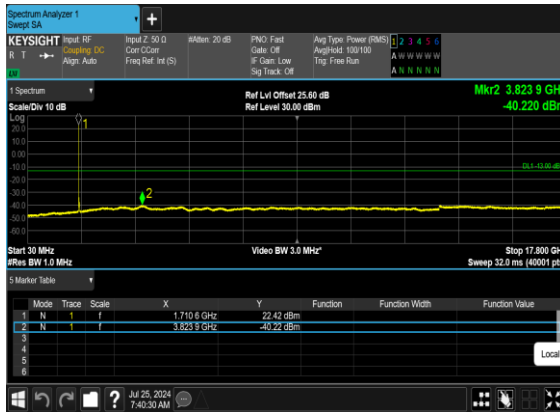 Spectrum Analyzer 1
Swept SA
+
KEYSIGHT Input: RF Input Z: 50 Ω #Atten: 20 dB PNO: Fast Avg Type: Power (RMS) 1 2 3 4 5 6
R T Coupling: DC Corr CCorr Gate: Off Avg|Hold: 100/100 A W W W W W
Align: Auto Freq Ref: Int (S) IF Gain: Low Trig: Free Run
Sig Track: Off A N N N N N
1 Spectrum
Ref Lvl Offset 25.60 dB Mkr2 3.823 9 GH
Scale/Div 10 dB Ref Level 30.00 dBm -40.220 dB
Log
1
20.0
10.0
0.00
-10.0 DL1 -13.00 dB
-20.0
-30.0
2
-40.0
-50.0
-60.0
Start 30 MHz Video BW 3.0 MHz* Stop 17.800 GH
#Res BW 1.0 MHz Sweep 32.0 ms (40001 pt
5 Marker Table
Mode Trace Scale X Y Function Function Width Function Value
1 N 1 f 1.710 6 GHz 22.42 dBm
2 N 1 f 3.823 9 GHz -40.22 dBm
3
4
5
6
Local
?
Jul 25, 2024
7:40:30 AM